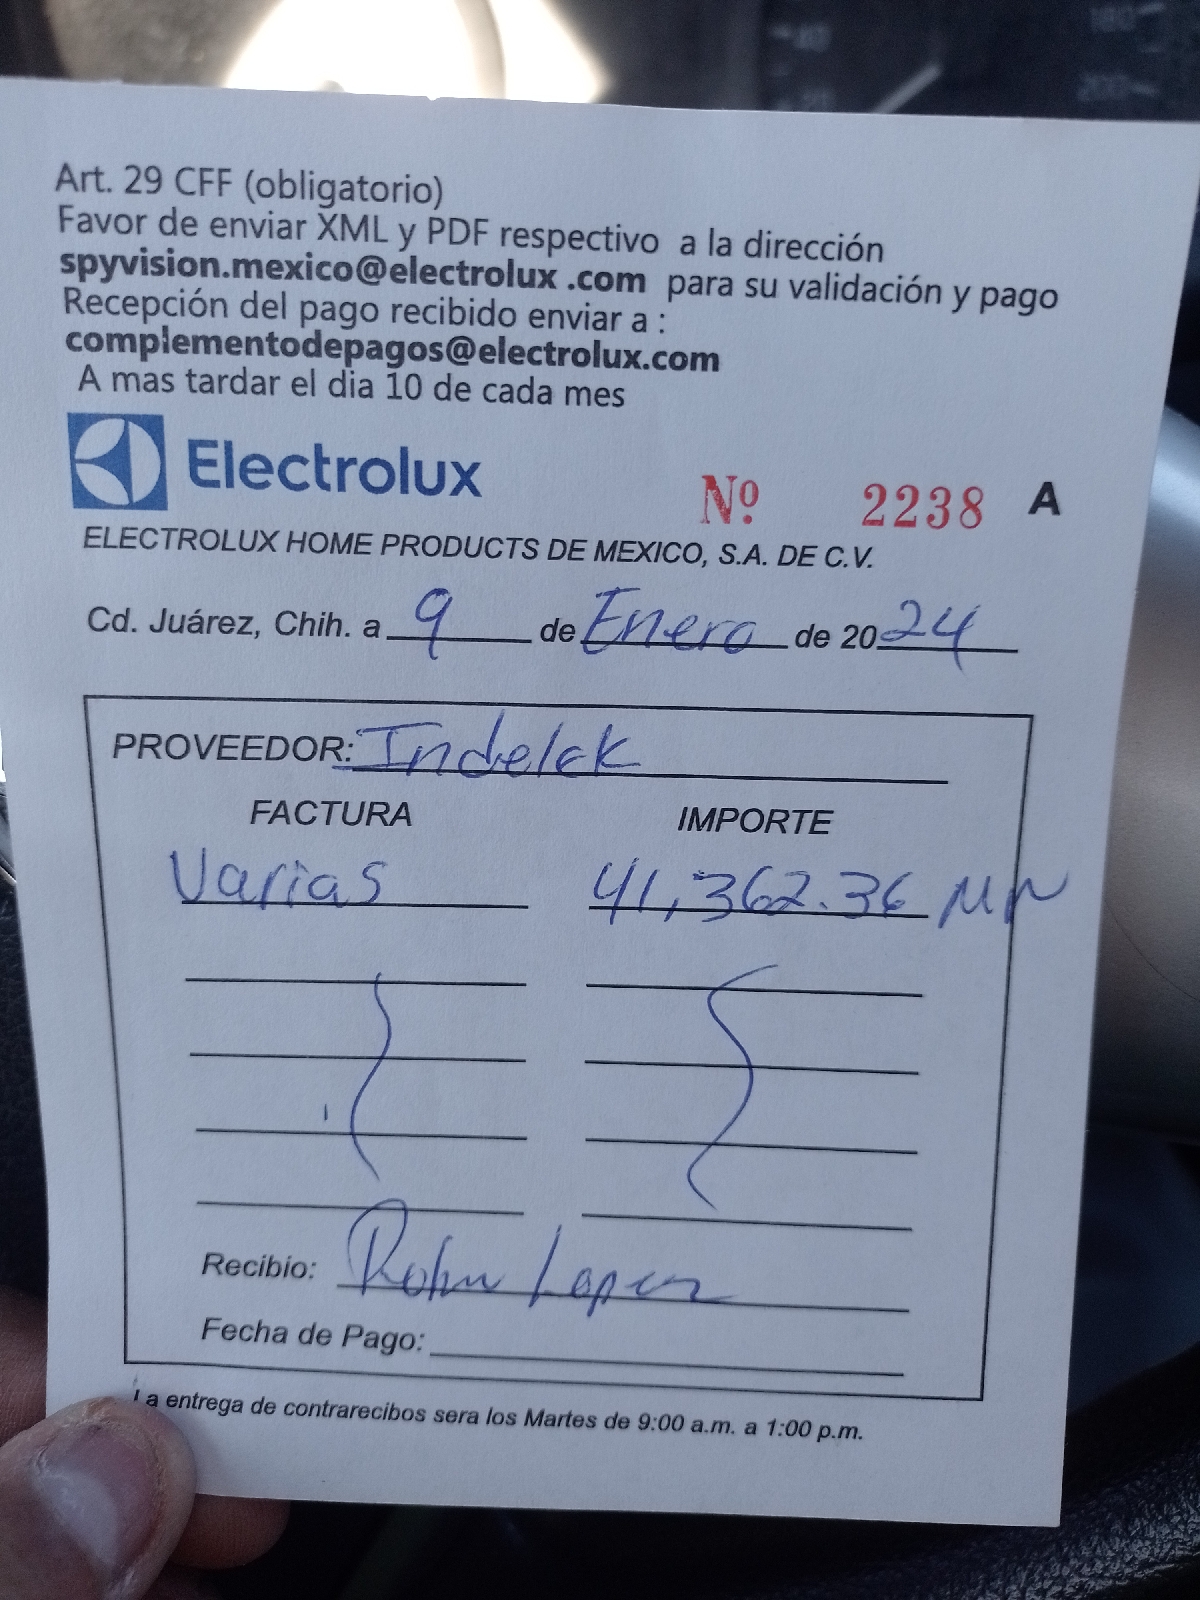 Art. 29 CFF (obligatorio)
Favor de enviar XML y PDF respectivo a la dirección
spyvision.mexico@electrolux .com para su validación y pago
Recepción del pago recibido enviar a :
complementodepagos@electrolux.com
A mas tardar el dia 10 de cada mes
Electrolux Nº 2238 A
ELECTROLUX HOME PRODUCTS DE MEXICO, S.A. DE C.V.
Cd. Juárez, Chih. a 9 de Enero de 2024
PROVEEDOR: Indelek
FACTURA IMPORTE
Varias 41,362.36 MN
Recibio: Lopez
Fecha de Pago:
La entrega de contrarecibos sera los Martes de 9:00 a.m. a 1:00 p.m.